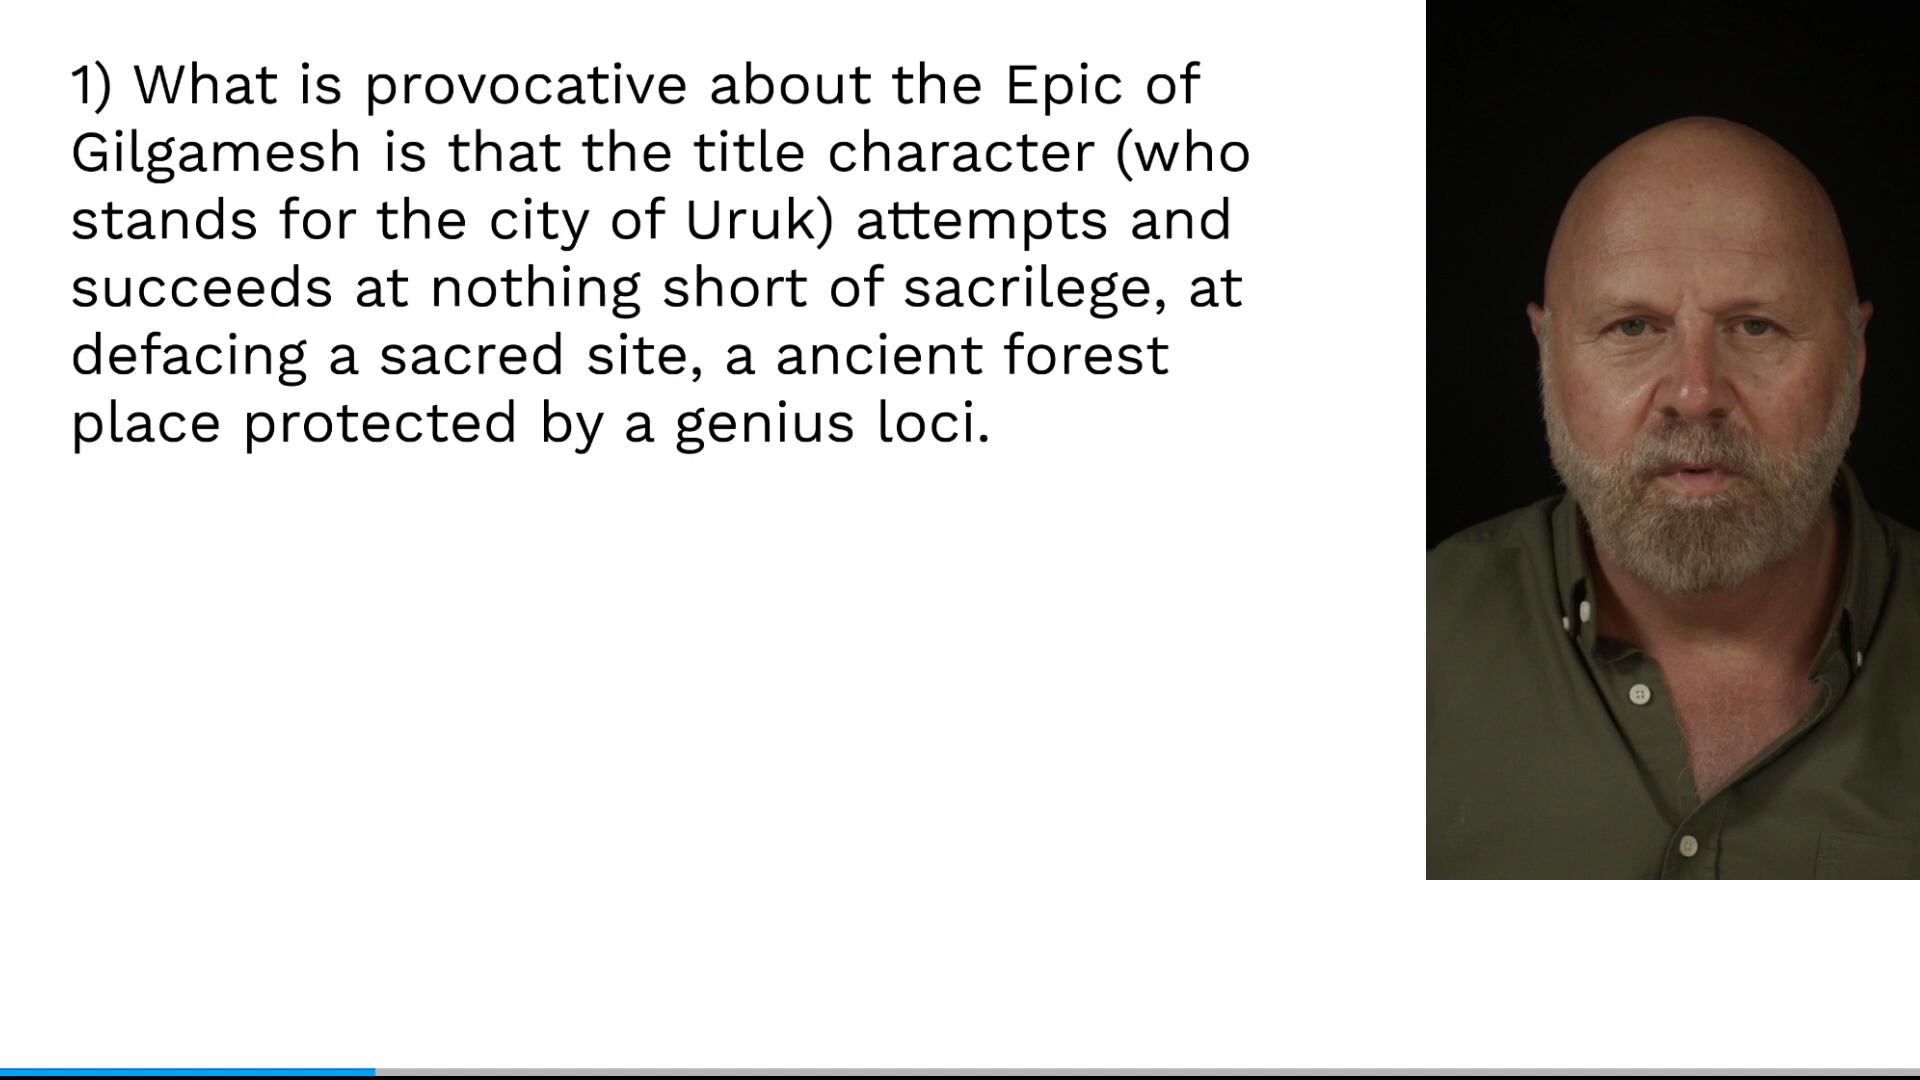 1) What is provocative about the Epic of
Gilgamesh is that the title character (who
stands for the city of Uruk) attempts and
succeeds at nothing short of sacrilege, at
defacing a sacred site, a ancient forest
place protected by a genius loci.